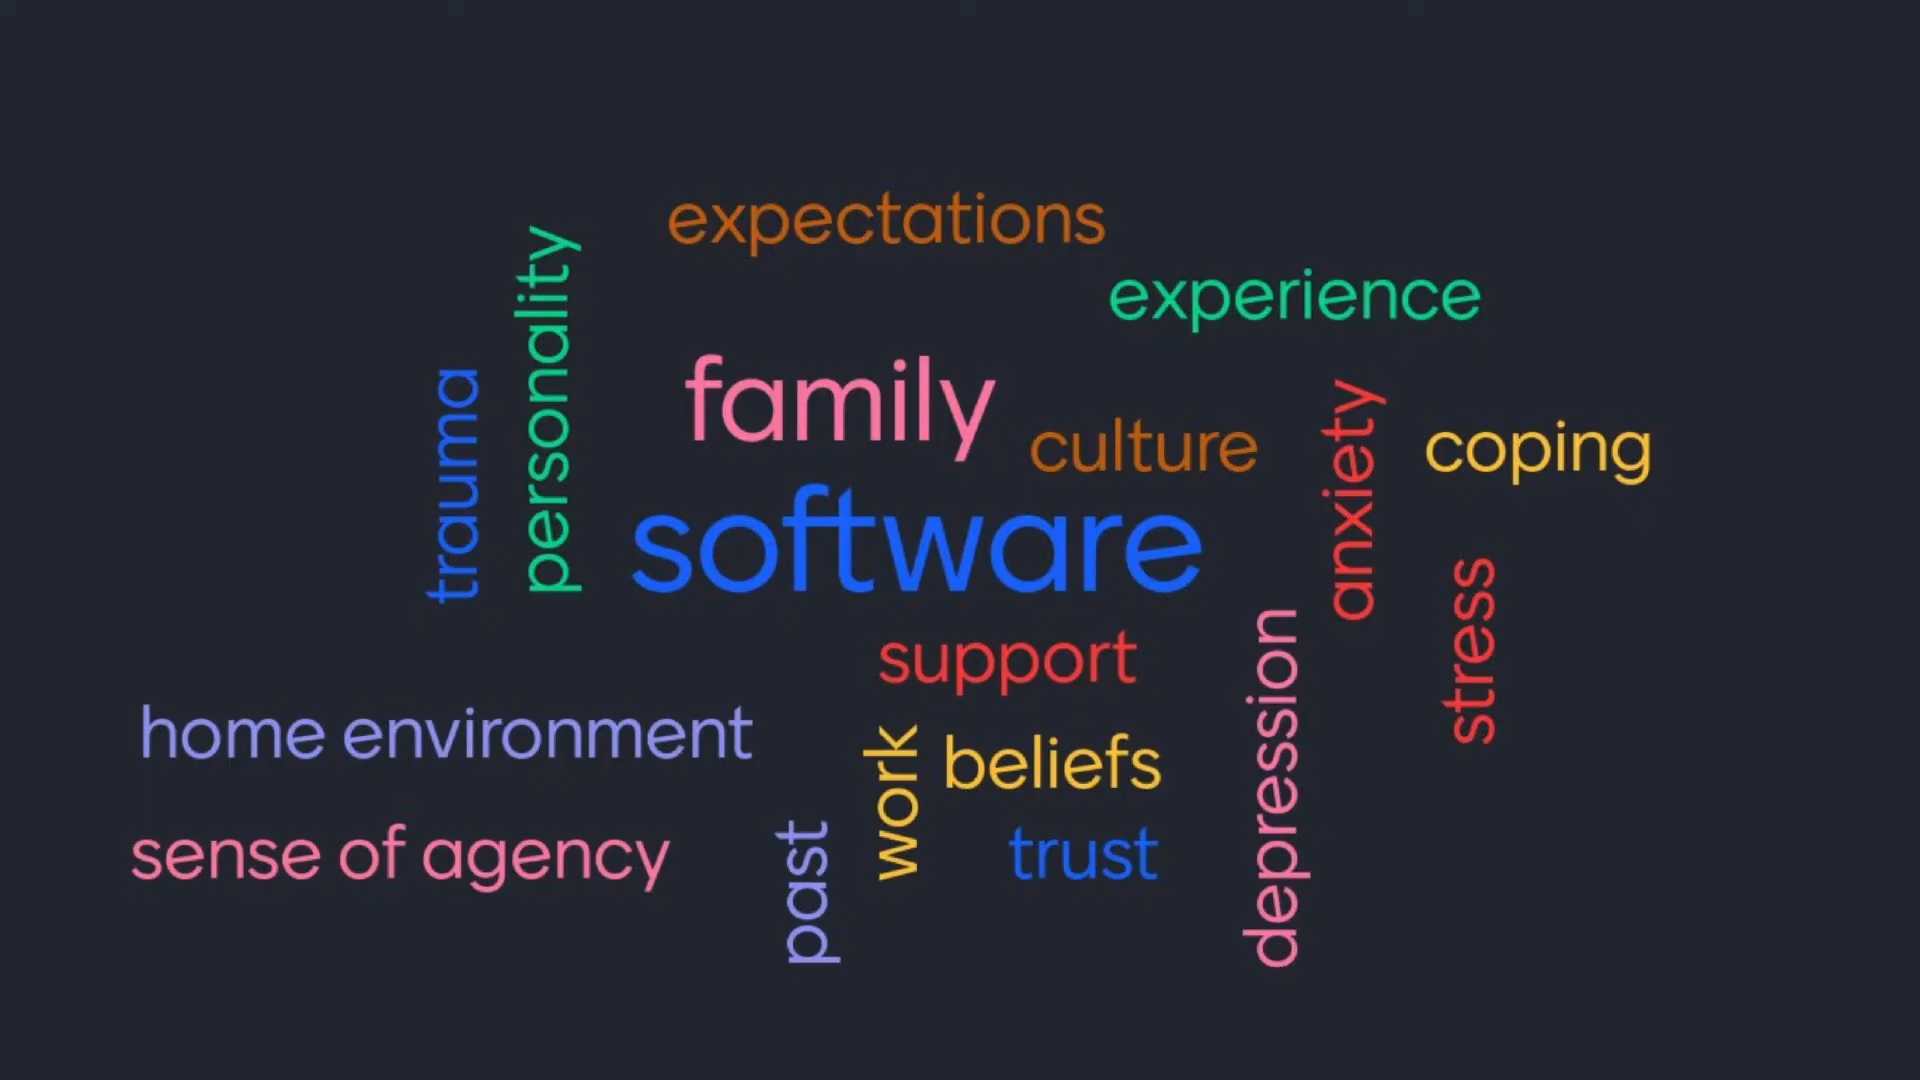 expectations
experience
personality
trauma
family
culture
anxiety
coping
software
stress
support
depression
home environment
work
beliefs
sense of agency
past
trust